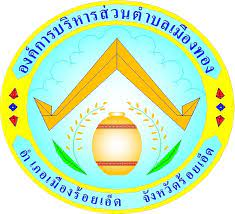 องค์การบริหารส่วนตำบลเมืองทอง
อำเภอเมืองร้อยเอ็ด จังหวัดร้อยเอ็ด